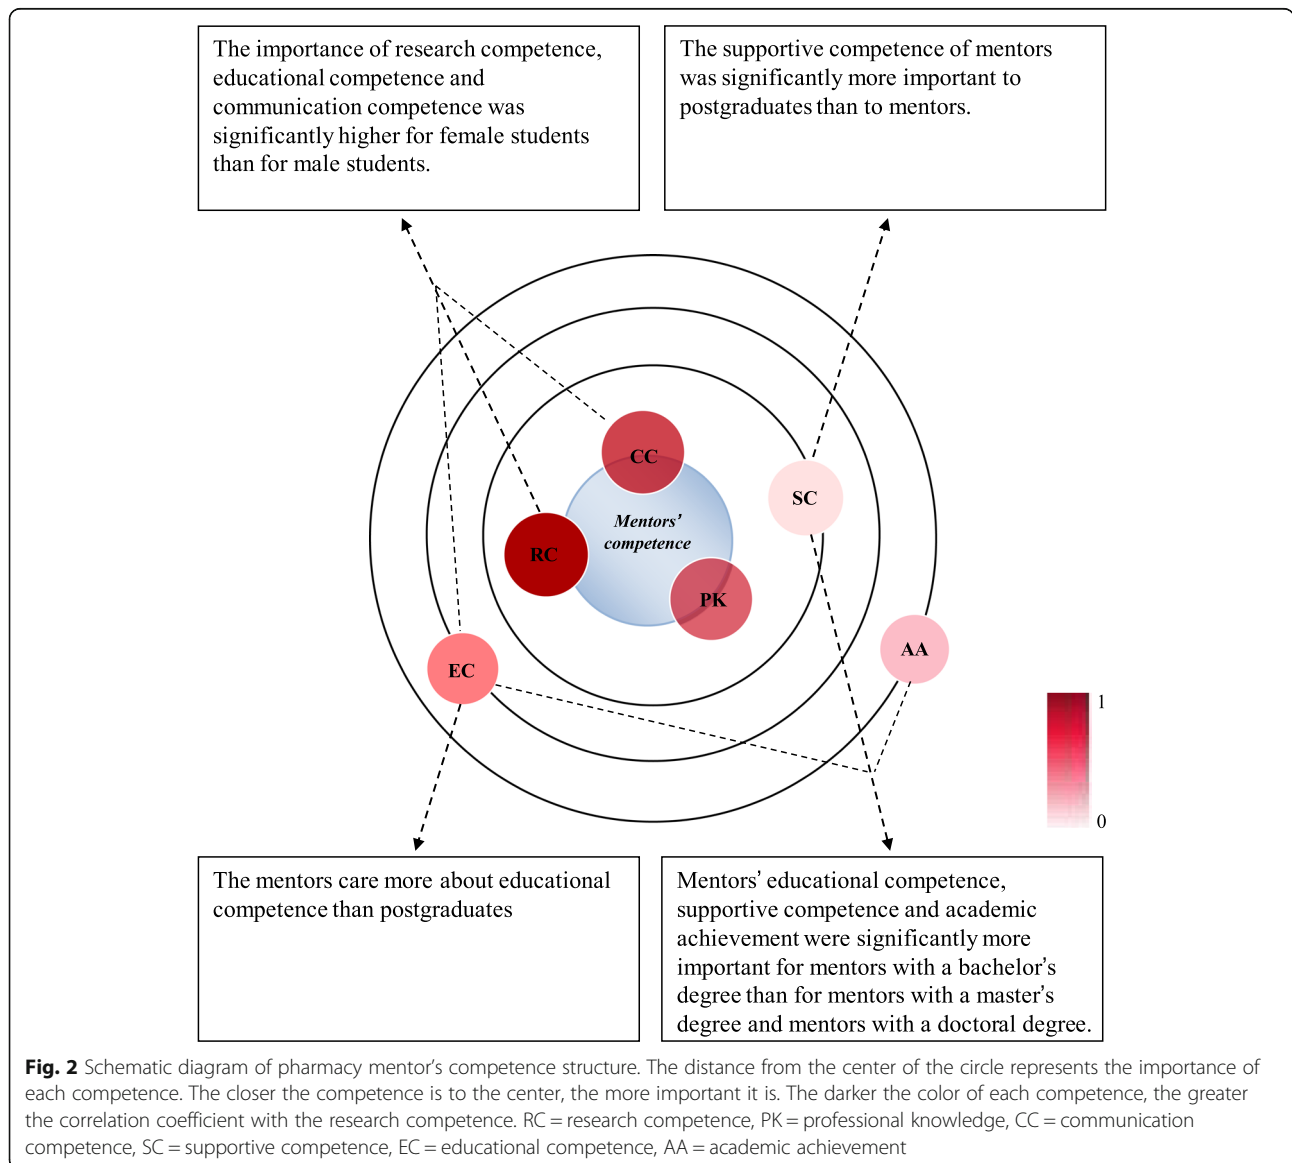 The importance of research competence,
educational competence and
communication competence was
significantly higher for female students
than for male students.
The supportive competence of mentors
was significantly more important to
postgraduates than to mentors.
CC
SC
Mentors’
competence
RC
PK
EC
AA
1
0
The mentors care more about educational
competence than postgraduates
Mentors’ educational competence,
supportive competence and academic
achievement were significantly more
important for mentors with a bachelor’s
degree than for mentors with a master’s
degree and mentors with a doctoral degree.
Fig. 2 Schematic diagram of pharmacy mentor’s competence structure. The distance from the center of the circle represents the importance of
each competence. The closer the competence is to the center, the more important it is. The darker the color of each competence, the greater
the correlation coefficient with the research competence. RC = research competence, PK = professional knowledge, CC = communication
competence, SC = supportive competence, EC = educational competence, AA = academic achievement